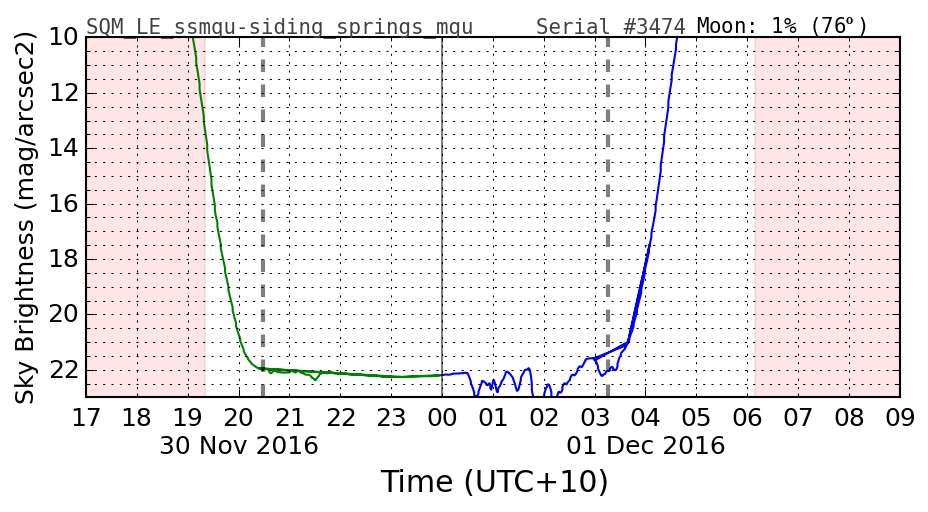 SQM_LE_ssmqu-siding_springs_mqu Serial #3474 Moon: 1% (76°)
Sky Brightness (mag/arcsec2)
10
12
14
16
18
20
22
17 18 19 20 21 22 23 00 01 02 03 04 05 06 07 08 09
30 Nov 2016 01 Dec 2016
Time (UTC+10)